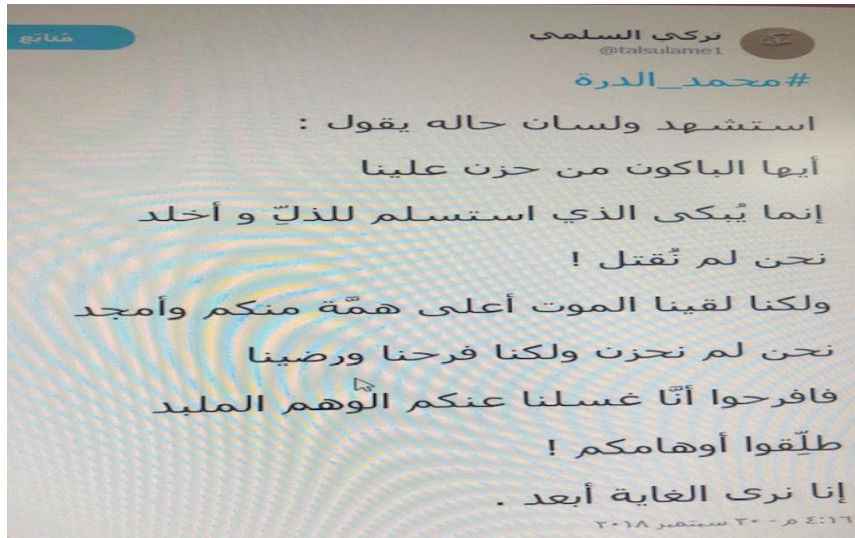 تركي السلمي
@talsulame1
مُتابَع
#محمد_الدرة
استشهد ولسان حاله يقول :
أيها الباكون من حزن علينا
إنما يُبكى الذي استسلم للذلِّ و أخلد
نحن لم نُقتل !
ولكنا لقينا الموت أعلى همَّة منكم وأمجد
نحن لم نحزن ولكنا فرحنا ورضينا
فافرحوا أنَّا غسلنا عنكم الوهم الملبد
طلِّقوا أوهامكم !
إنا نرى الغاية أبعد .
٤:١٦ م - ٣٠ سبتمبر ٢٠١٨